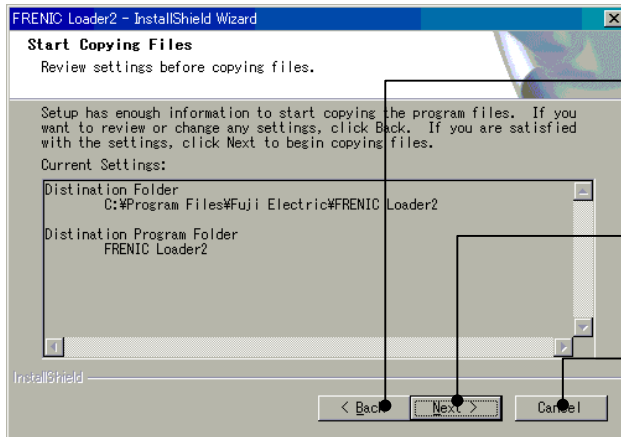 FRENIC Loader2 - InstallShield Wizard
Start Copying Files
Review settings before copying files.
Setup has enough information to start copying the program files. If you
want to review or change any settings, click Back. If you are satisfied
with the settings, click Next to begin copying files.
Current Settings:
Distination Folder
C:¥Program Files¥Fuji Electric¥FRENIC Loader2
Distination Program Folder
FRENIC Loader2
InstallShield
< Back
Next >
Cancel